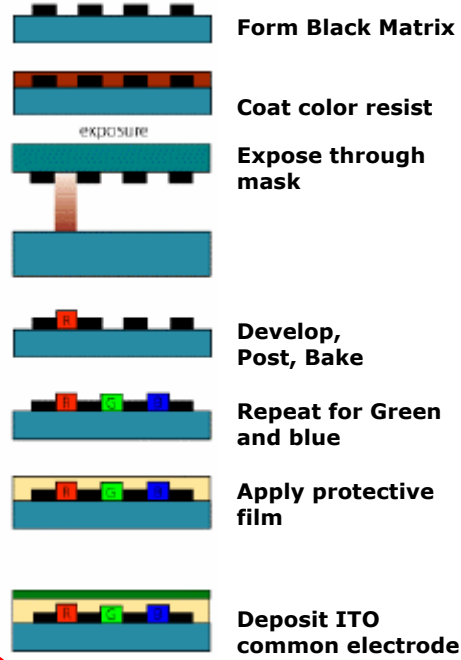 Form Black Matrix
Coat color resist
exposure
Expose through
mask
R
Develop,
Post, Bake
R G B
Repeat for Green
and blue
R G B
Apply protective
film
R G B
Deposit ITO
common electrode